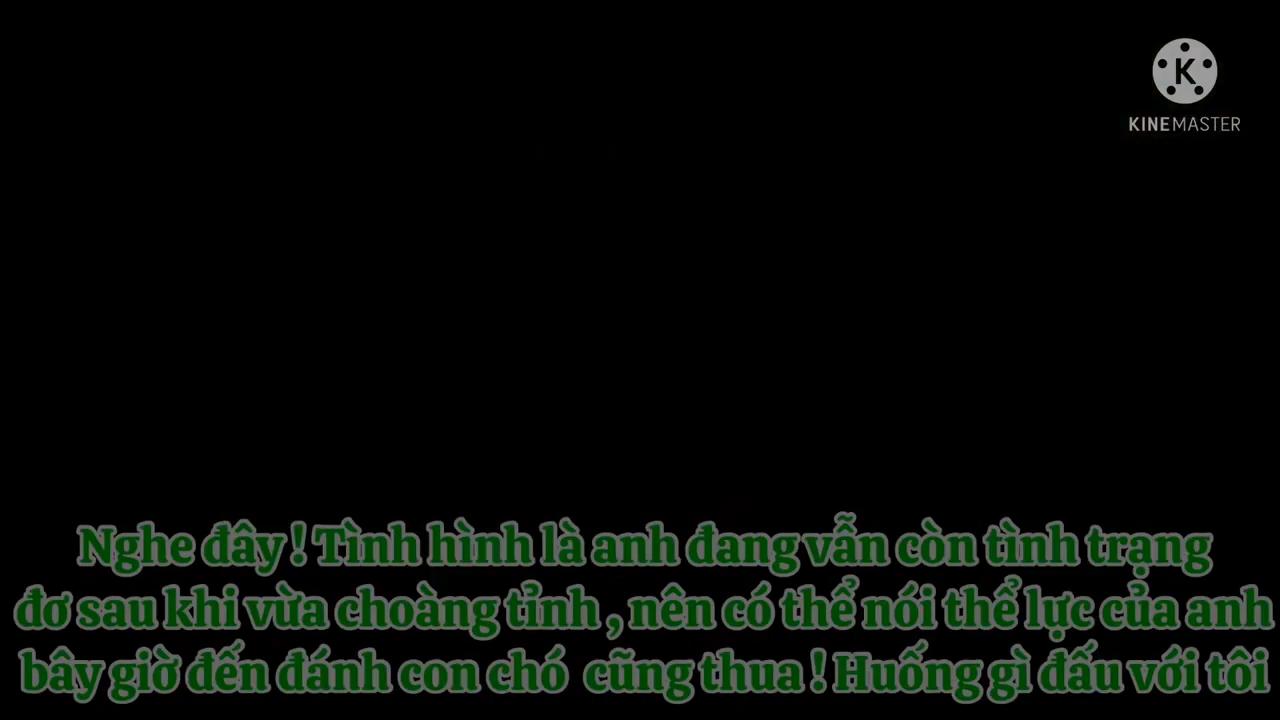 KINEMASTER
Nghe đây ! Tình hình là anh đang vẫn còn tình trạng
đơ sau khi vừa choàng tỉnh , nên có thể nói thể lực của anh
bây giờ đến đánh con chó cũng thua ! Huống gì đấu với tôi